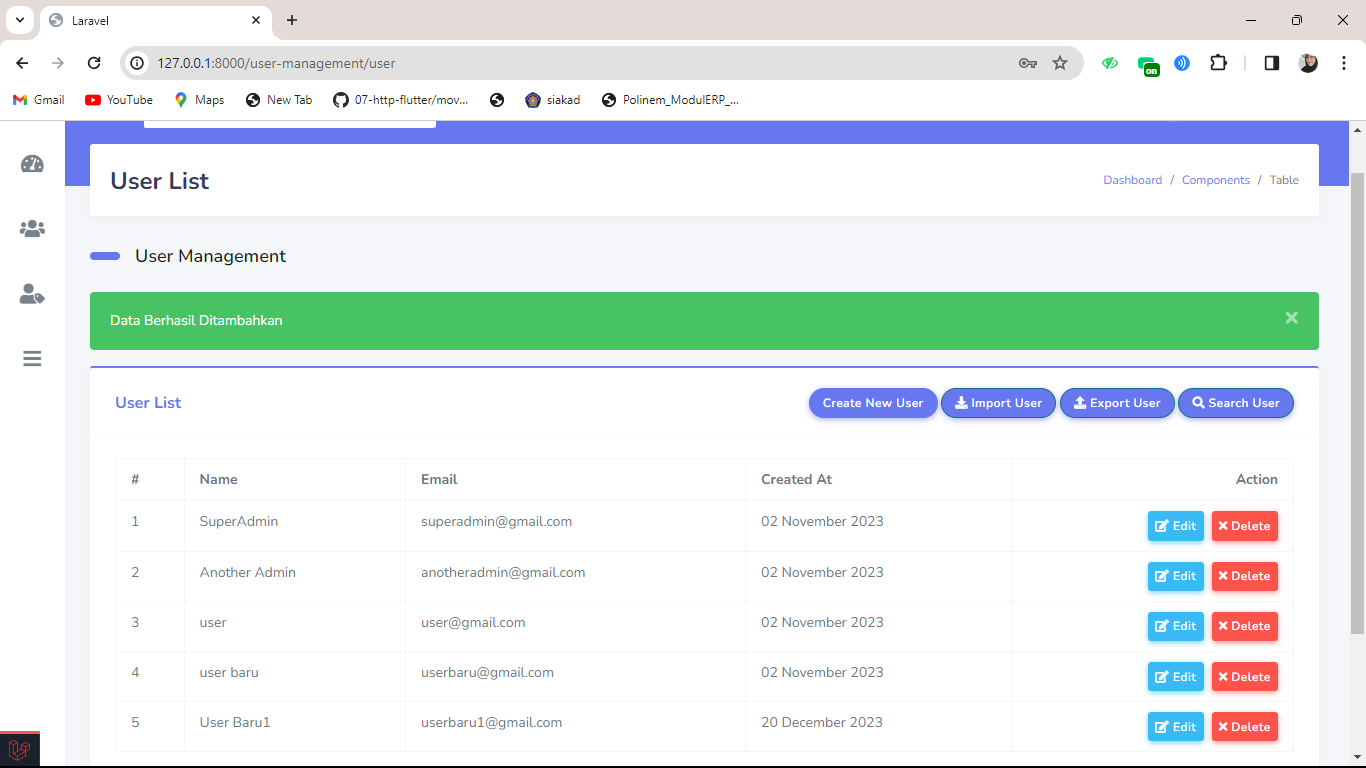 Laravel
127.0.0.1:8000/user-management/user
on
Gmail YouTube Maps New Tab 07-http-flutter/mov... siakad Polinem_ModulERP_...
User List
Dashboard / Components / Table
User Management
Data Berhasil Ditambahkan
User List
Create New User Import User Export User Search User
# Name Email Created At Action
1 SuperAdmin superadmin@gmail.com 02 November 2023 Edit Delete
2 Another Admin anotheradmin@gmail.com 02 November 2023 Edit Delete
3 user user@gmail.com 02 November 2023 Edit Delete
4 user baru userbaru@gmail.com 02 November 2023 Edit Delete
5 User Baru1 userbaru1@gmail.com 20 December 2023 Edit Delete